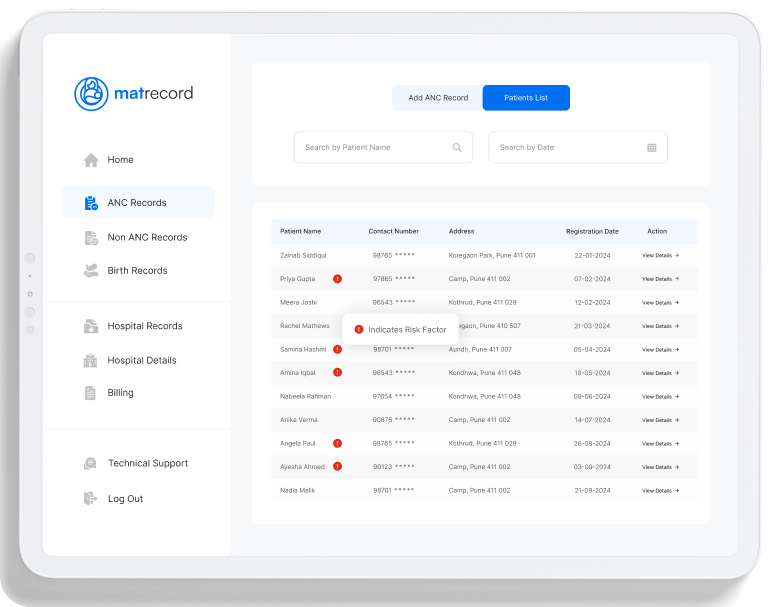 matrecord
Home
ANC Records
Non ANC Records
Birth Records
Hospital Records
Hospital Details
Billing
Technical Support
Log Out
Add ANC Record Patients List
Search by Patient Name Search by Date
Patient Name Contact Number Address Registration Date Action
Zainab Siddiqui 98765 ***** Koregaon Park, Pune 411 001 22-01-2024 View Details →
Priya Gupta ! 97865 ***** Camp, Pune 411 002 07-02-2024 View Details →
Meera Joshi 96543 ***** Kothrud, Pune 411 029 12-02-2024 View Details →
Rachel Mathews Pune 410 507 21-03-2024 View Details →
! Indicates Risk Factor
Samina Hashmi ! 98701 ***** Aundh, Pune 411 007 05-04-2024 View Details →
Amina Iqbal ! 96543 ***** Kondhwa, Pune 411 048 18-05-2024 View Details →
Nabeela Rahman 97654 ***** Kondhwa, Pune 411 048 09-06-2024 View Details →
Anika Verma 90876 ***** Camp, Pune 411 002 14-07-2024 View Details →
Angela Paul ! 98765 ***** Kothrud, Pune 411 029 26-08-2024 View Details →
Ayesha Ahmed ! 90123 ***** Camp, Pune 411 002 03-09-2024 View Details →
Nadia Malik 98701 ***** Camp, Pune 411 002 21-09-2024 View Details →